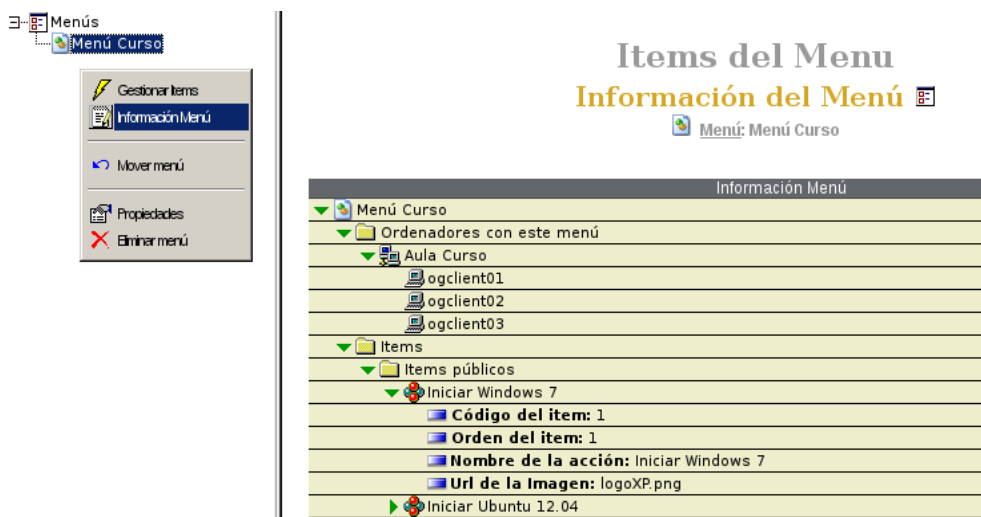 Menús
Menú Curso
Gestionar Items
Información Menú
Mover menú
Propiedades
Eliminar menú
Items del Menu
Información del Menú
Menú: Menú Curso
Información Menú
Menú Curso
Ordenadores con este menú
Aula Curso
ogclient01
ogclient02
ogclient03
Items
Items públicos
Iniciar Windows 7
Código del item: 1
Orden del item: 1
Nombre de la acción: Iniciar Windows 7
Url de la Imagen: logoXP.png
Iniciar Ubuntu 12.04